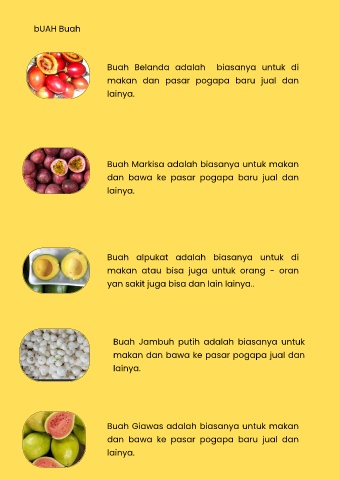 bUAH Buah
Buah Belanda adalah biasanya untuk di
makan dan pasar pogapa baru jual dan
lainya.
Buah Markisa adalah biasanya untuk makan
dan bawa ke pasar pogapa baru jual dan
lainya.
Buah alpukat adalah biasanya untuk di
makan atau bisa juga untuk orang - oran
yan sakit juga bisa dan lain lainya..
Buah Jambuh putih adalah biasanya untuk
makan dan bawa ke pasar pogapa jual dan
lainya.
Buah Giawas adalah biasanya untuk makan
dan bawa ke pasar pogapa baru jual dan
lainya.